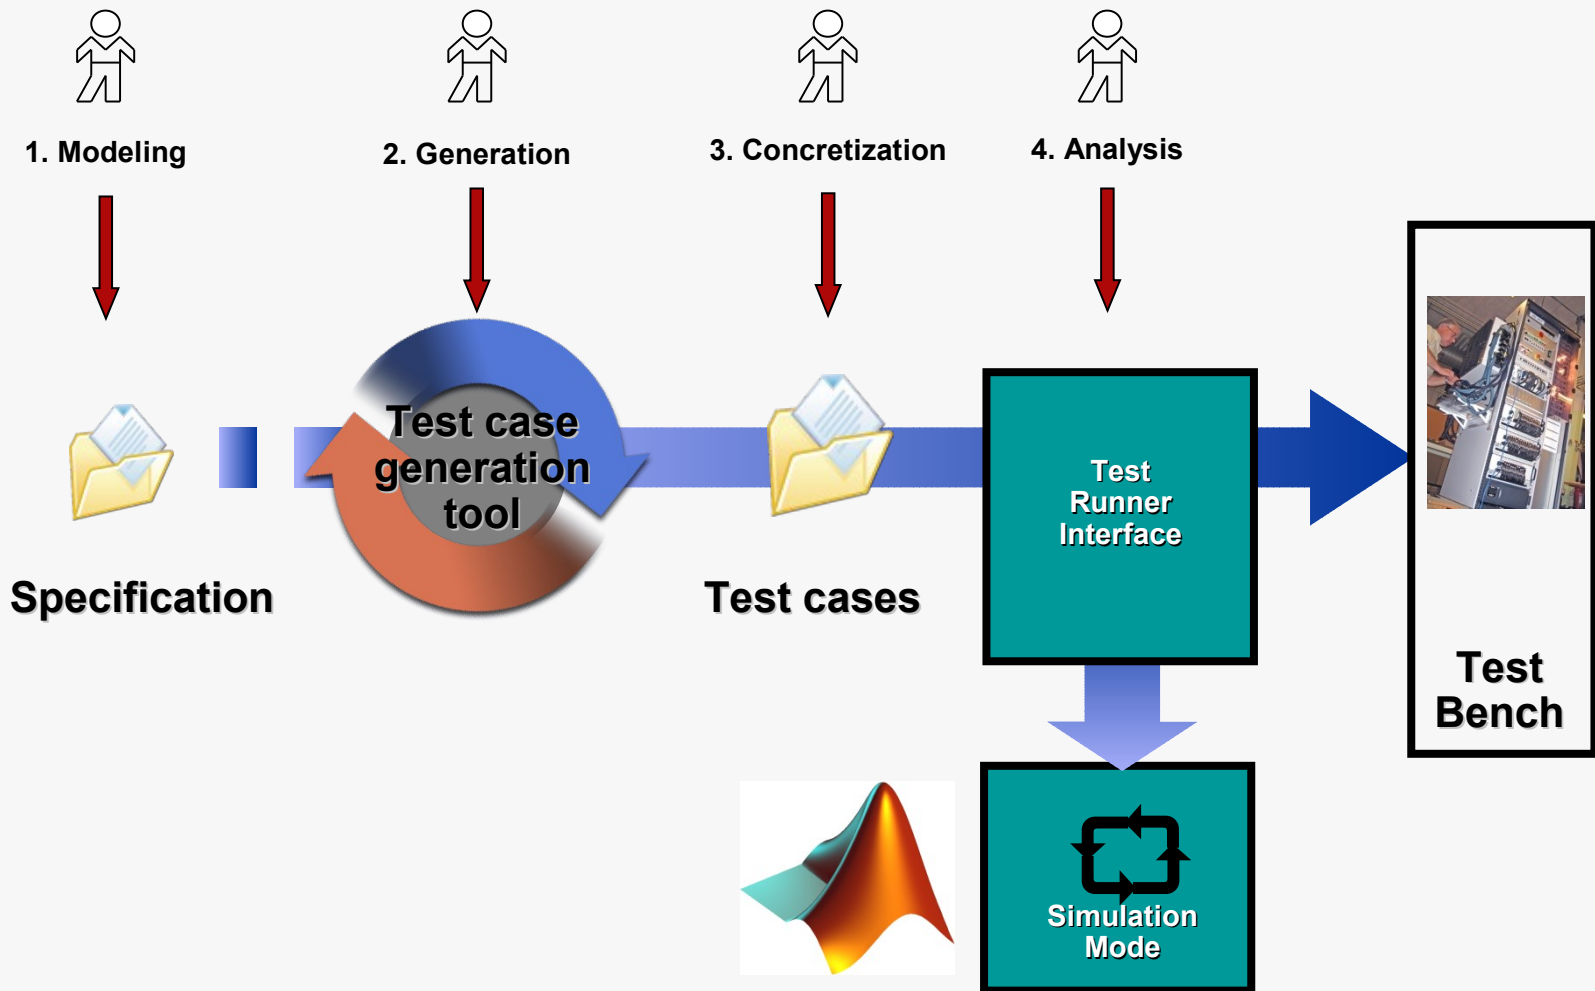 1. Modeling
2. Generation
3. Concretization
4. Analysis
Test case
generation
tool
Test
Runner
Interface
Specification
Test cases
Test
Bench
Simulation
Mode